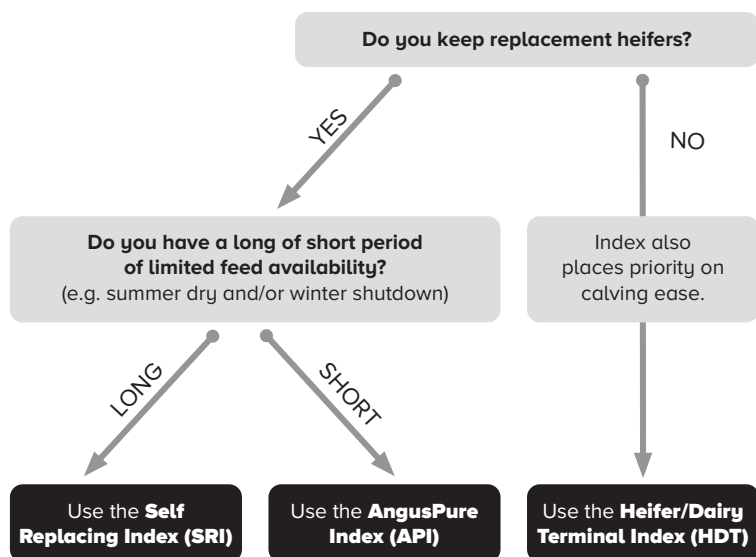 Do you keep replacement heifers?
YES
NO
Do you have a long of short period
of limited feed availability?
(e.g. summer dry and/or winter shutdown)
Index also
places priority on
calving ease.
LONG
SHORT
Use the Self
Replacing Index (SRI)
Use the AngusPure
Index (API)
Use the Heifer/Dairy
Terminal Index (HDT)